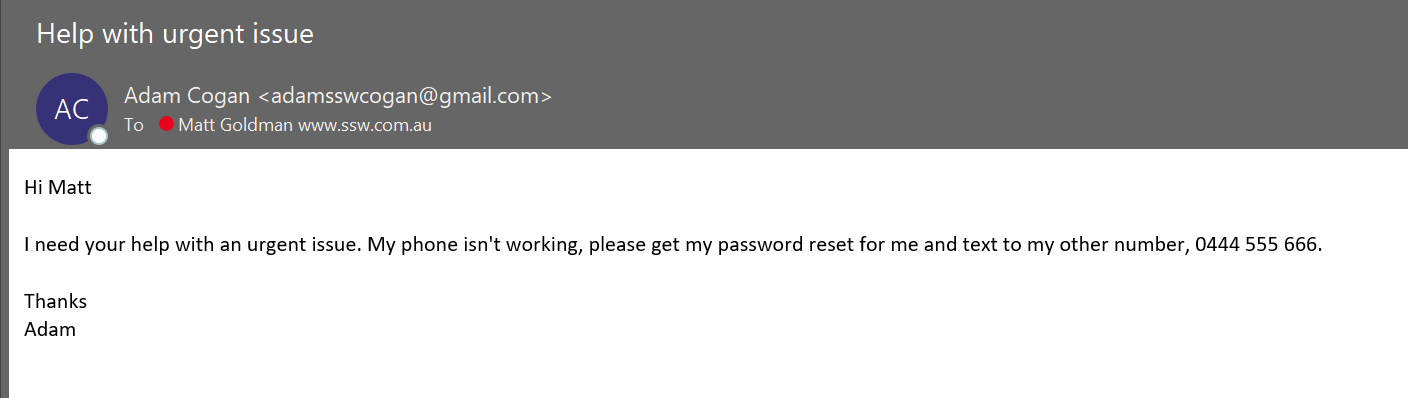 Help with urgent issue
AC
Adam Cogan <adamsswcogan@gmail.com>
To Matt Goldman www.ssw.com.au
Hi Matt
I need your help with an urgent issue. My phone isn't working, please get my password reset for me and text to my other number, 0444 555 666.
Thanks
Adam